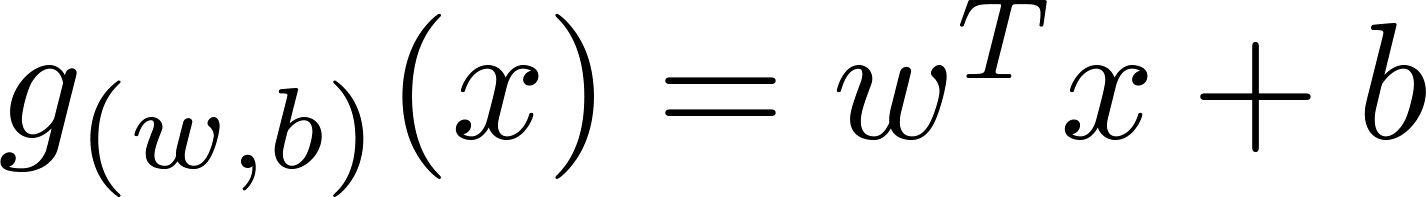 g_{(w,b)}(x) = w^T x + b